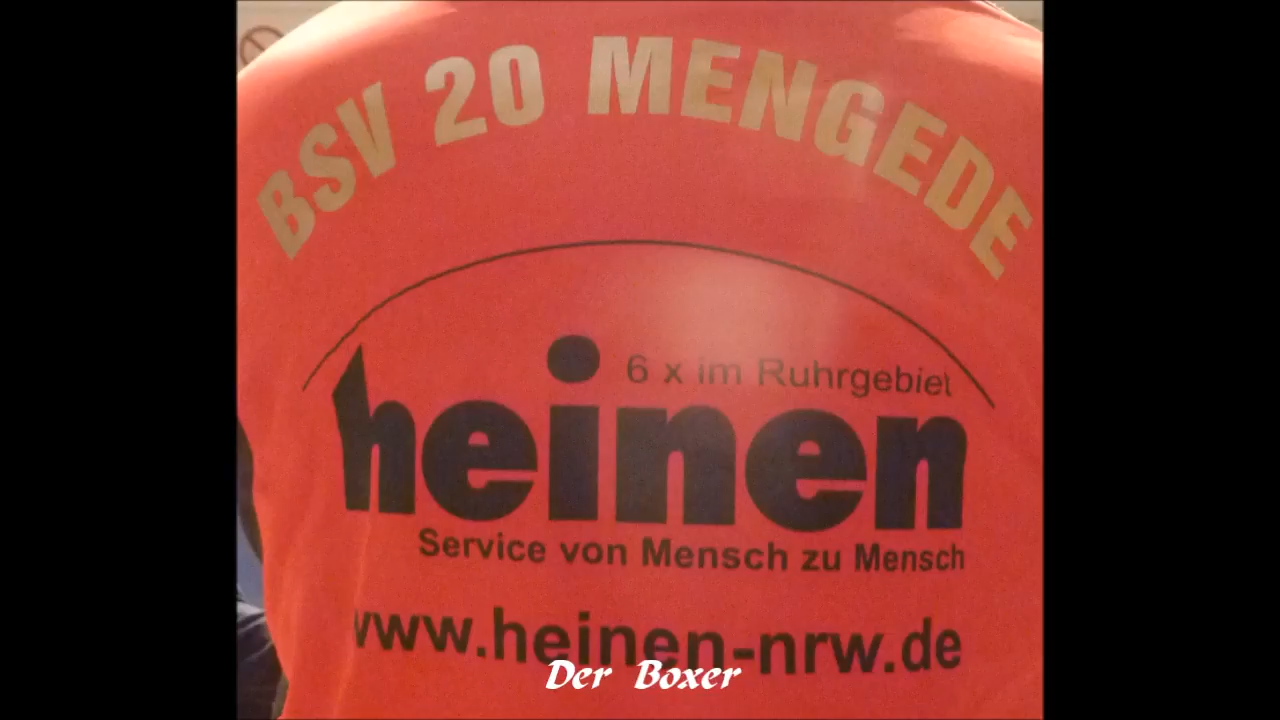 BSV 20 MENGEDE
6 x im Ruhrgebiet
heinen
Service von Mensch zu Mensch
www.heinen-nrw.de
Der Boxer